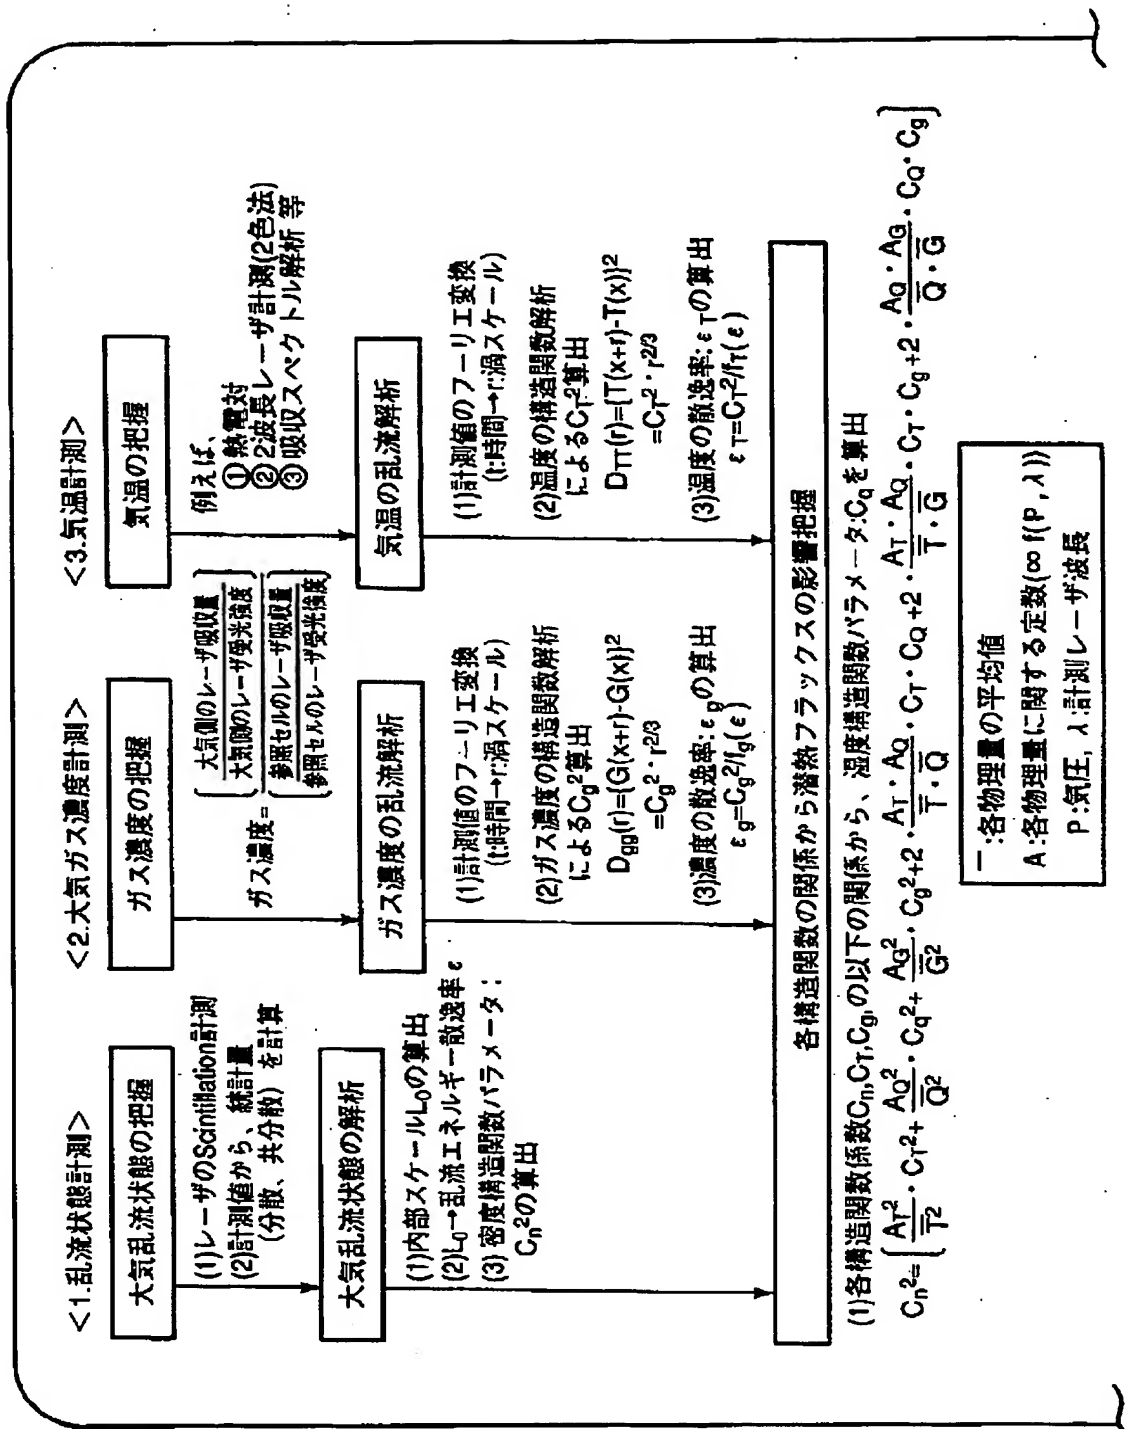 <1.乱流状態計測>
大気乱流状態の把握
(1)レーザのScintillation計測
(2)計測値から、統計量
(分散、共分散)を計算
大気乱流状態の解析
(1)内部スケールL0の算出
(2)L0→乱流エネルギー散逸率ε
(3)密度構造関数パラメータ:
Cn²の算出
<2.大気ガス濃度計測>
ガス濃度の把握
ガス濃度=
(大気側のレーザ吸収量
大気側のレーザ受光強度)
(参照セルのレーザ吸収量
参照セルのレーザ受光強度)
ガス濃度の乱流解析
(1)計測値のフーリエ変換
(t:時間→r:渦スケール)
(2)ガス濃度の構造関数解析
によるCg²算出
Dgg(r)={G(x+r)-G(x)}²
=Cg²・r^2/3
(3)濃度の散逸率:εgの算出
εg=Cg²/fg(ε)
<3.気温計測>
気温の把握
例えば、
①熱電対
②2波長レーザ計測(2色法)
③吸収スペクトル解析 等
気温の乱流解析
(1)計測値のフーリエ変換
(t:時間→r:渦スケール)
(2)温度の構造関数解析
によるCT²算出
DTT(r)={T(x+r)-T(x)}²
=CT²・r^2/3
(3)温度の散逸率:εTの算出
εT=CT²/fT(ε)
各構造関数の関係から潜熱フラックスの影響把握
(1)各構造関数係数Cn,CT,Cg,の以下の関係から、湿度構造関数パラメータ:CQを算出
Cn²={AT²/T̄²・CT²+AQ²/Q̄²・Cq²+AG²/Ḡ²・Cg²+2・AT・AQ/T̄・Q̄・CT・CQ+2・AT・AQ/T̄・Ḡ・CT・Cg+2・AQ・AG/Q̄・Ḡ・CQ・Cg}
￣:各物理量の平均値
A:各物理量に関する定数(∞f(P,λ))
P:気圧, λ:計測レーザ波長